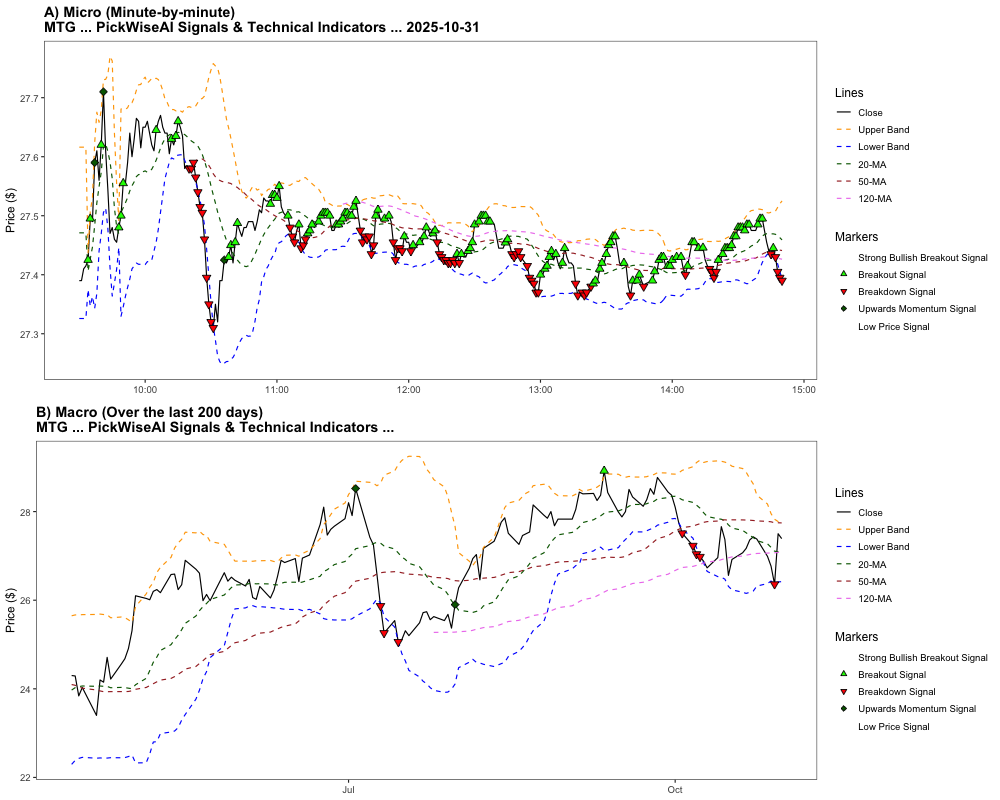 A) Micro (Minute-by-minute)
MTG ... PickWiseAI Signals & Technical Indicators ... 2025-10-31
Price ($)
27.7
27.6
27.5
27.4
27.3
10:00
11:00
12:00
13:00
14:00
15:00
Lines
Close
Upper Band
Lower Band
20-MA
50-MA
120-MA
Markers
Strong Bullish Breakout Signal
Breakout Signal
Breakdown Signal
Upwards Momentum Signal
Low Price Signal
B) Macro (Over the last 200 days)
MTG ... PickWiseAI Signals & Technical Indicators ...
Price ($)
28
26
24
22
Jul
Oct
Lines
Close
Upper Band
Lower Band
20-MA
50-MA
120-MA
Markers
Strong Bullish Breakout Signal
Breakout Signal
Breakdown Signal
Upwards Momentum Signal
Low Price Signal